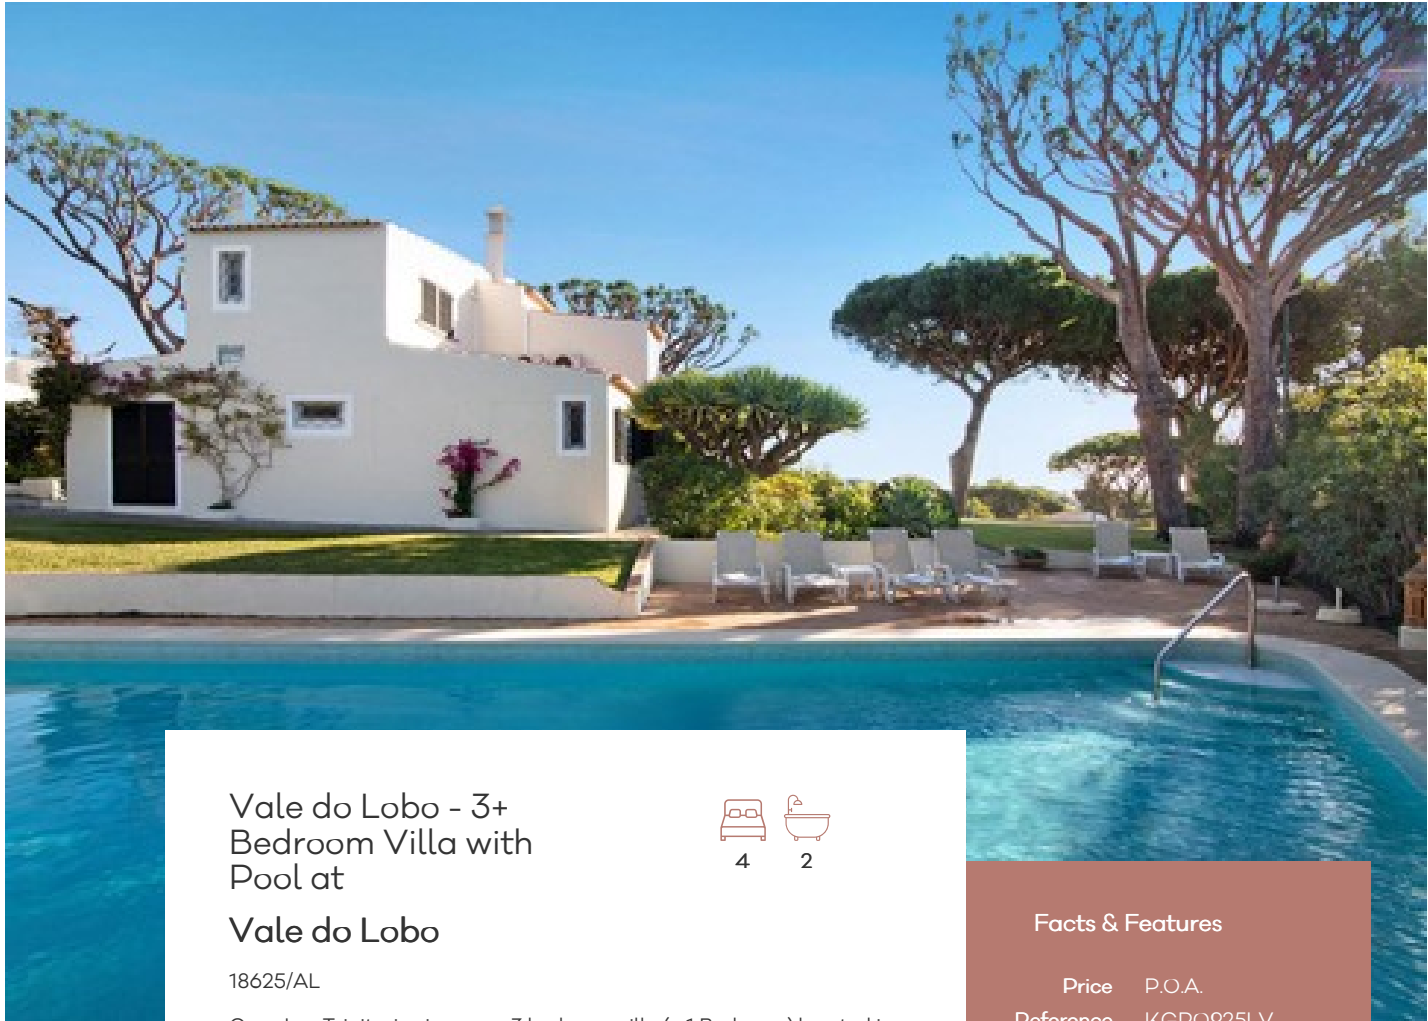 Vale do Lobo - 3+
Bedroom Villa with
Pool at
Vale do Lobo
18625/AL
4 2
Facts & Features
Price P.O.A.
Reference